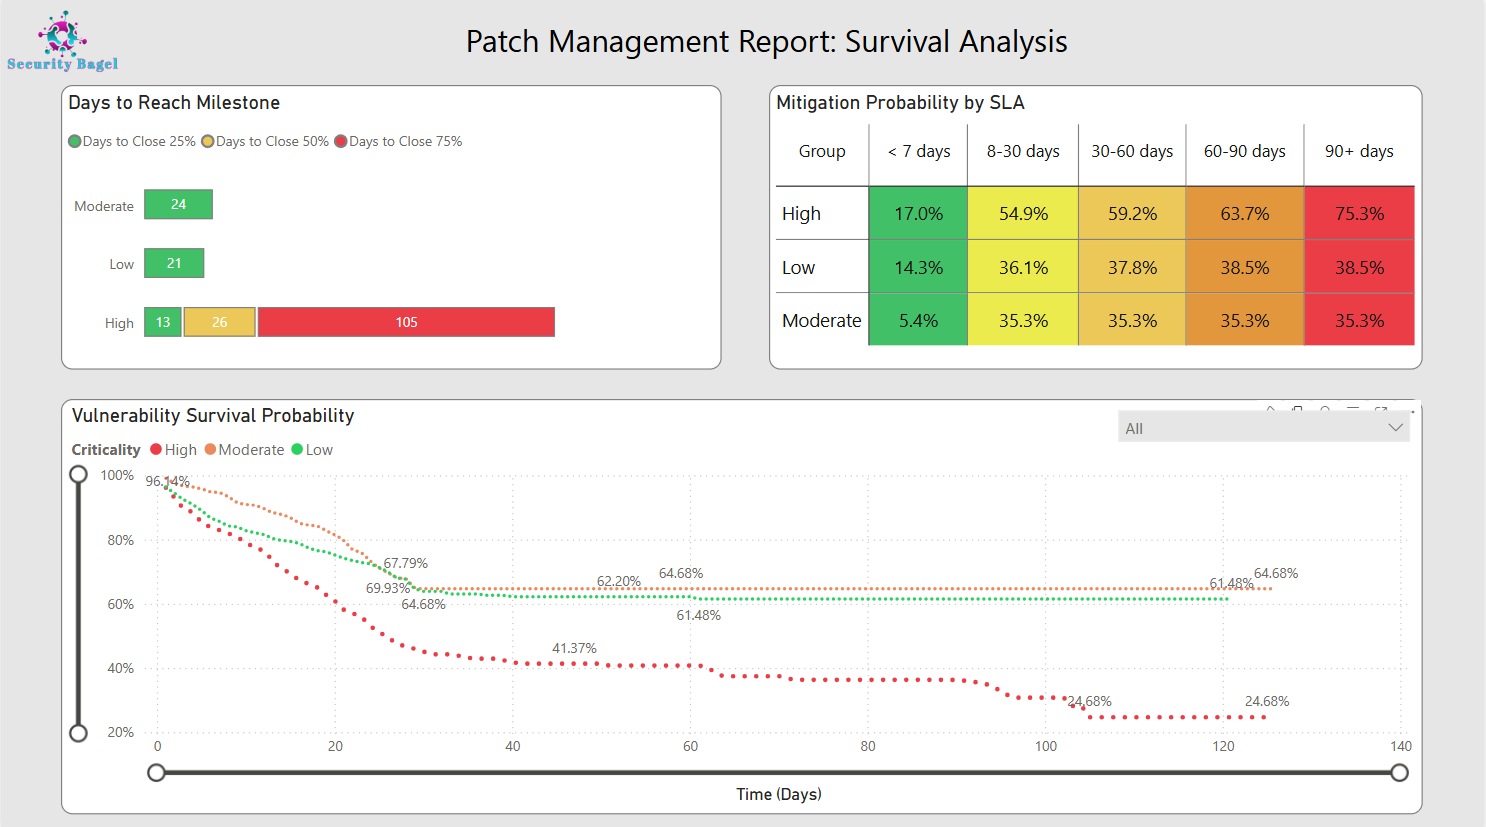 Security Bagel
Patch Management Report: Survival Analysis
Days to Reach Milestone
Days to Close 25% Days to Close 50% Days to Close 75%
Moderate 24
Low 21
High 13 26 105
Mitigation Probability by SLA
Group < 7 days 8-30 days 30-60 days 60-90 days 90+ days
High 17.0% 54.9% 59.2% 63.7% 75.3%
Low 14.3% 36.1% 37.8% 38.5% 38.5%
Moderate 5.4% 35.3% 35.3% 35.3% 35.3%
Vulnerability Survival Probability
All
Criticality High Moderate Low
100%
80%
60%
40%
20%
96.14%
67.79%
69.93%
64.68%
62.20%
64.68%
61.48%
64.68%
61.48%
41.37%
24.68%
24.68%
0 20 40 60 80 100 120 140
Time (Days)